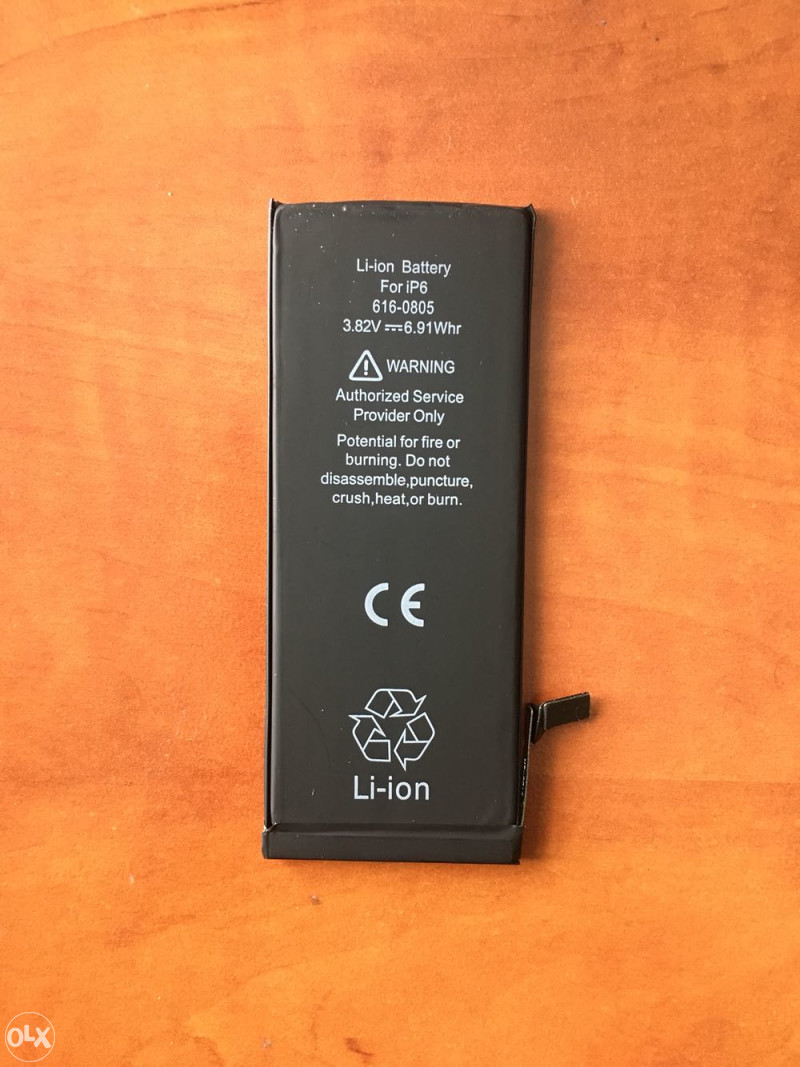 Li-ion Battery
For iP6
616-0805
3.82V ⎓6.91Whr
WARNING
Authorized Service
Provider Only
Potential for fire or
burning. Do not
disassemble,puncture,
crush,heat,or burn.
CE
Li-ion
OLX